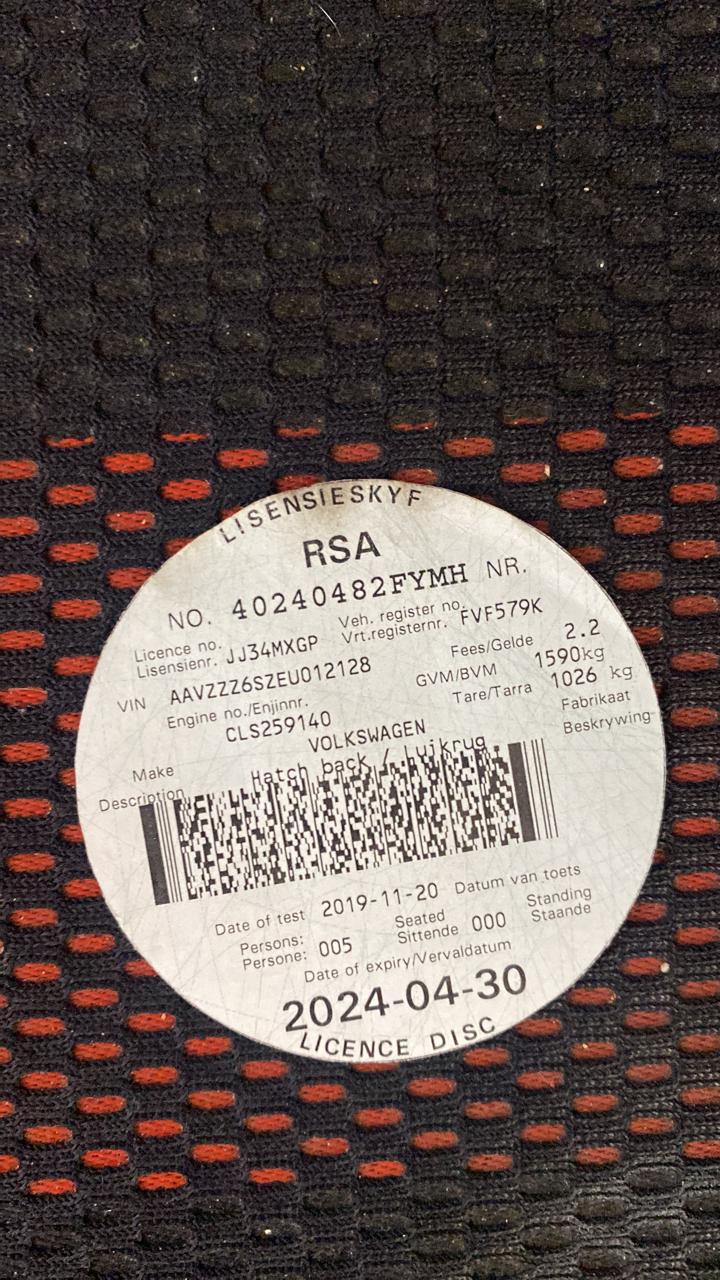 LISENSIESKYF
RSA
NO. 40240482FYMH NR.
Licence no. Veh. register no.
Lisensienr. JJ34MXGP Vrt.registernr. FVF579K
VIN AAVZZZ6SZEU012128 Fees/Gelde 2.2
Engine no./Enjinnr. GVM/BVM 1590kg
CLS259140 Tare/Tarra 1026 kg
Make VOLKSWAGEN Fabrikaat
Description Hatch back / Luikrug Beskrywing
Date of test 2019-11-20 Datum van toets
Persons: Seated Standing
Persone: 005 Sittende 000 Staande
Date of expiry/Vervaldatum
2024-04-30
LICENCE DISC